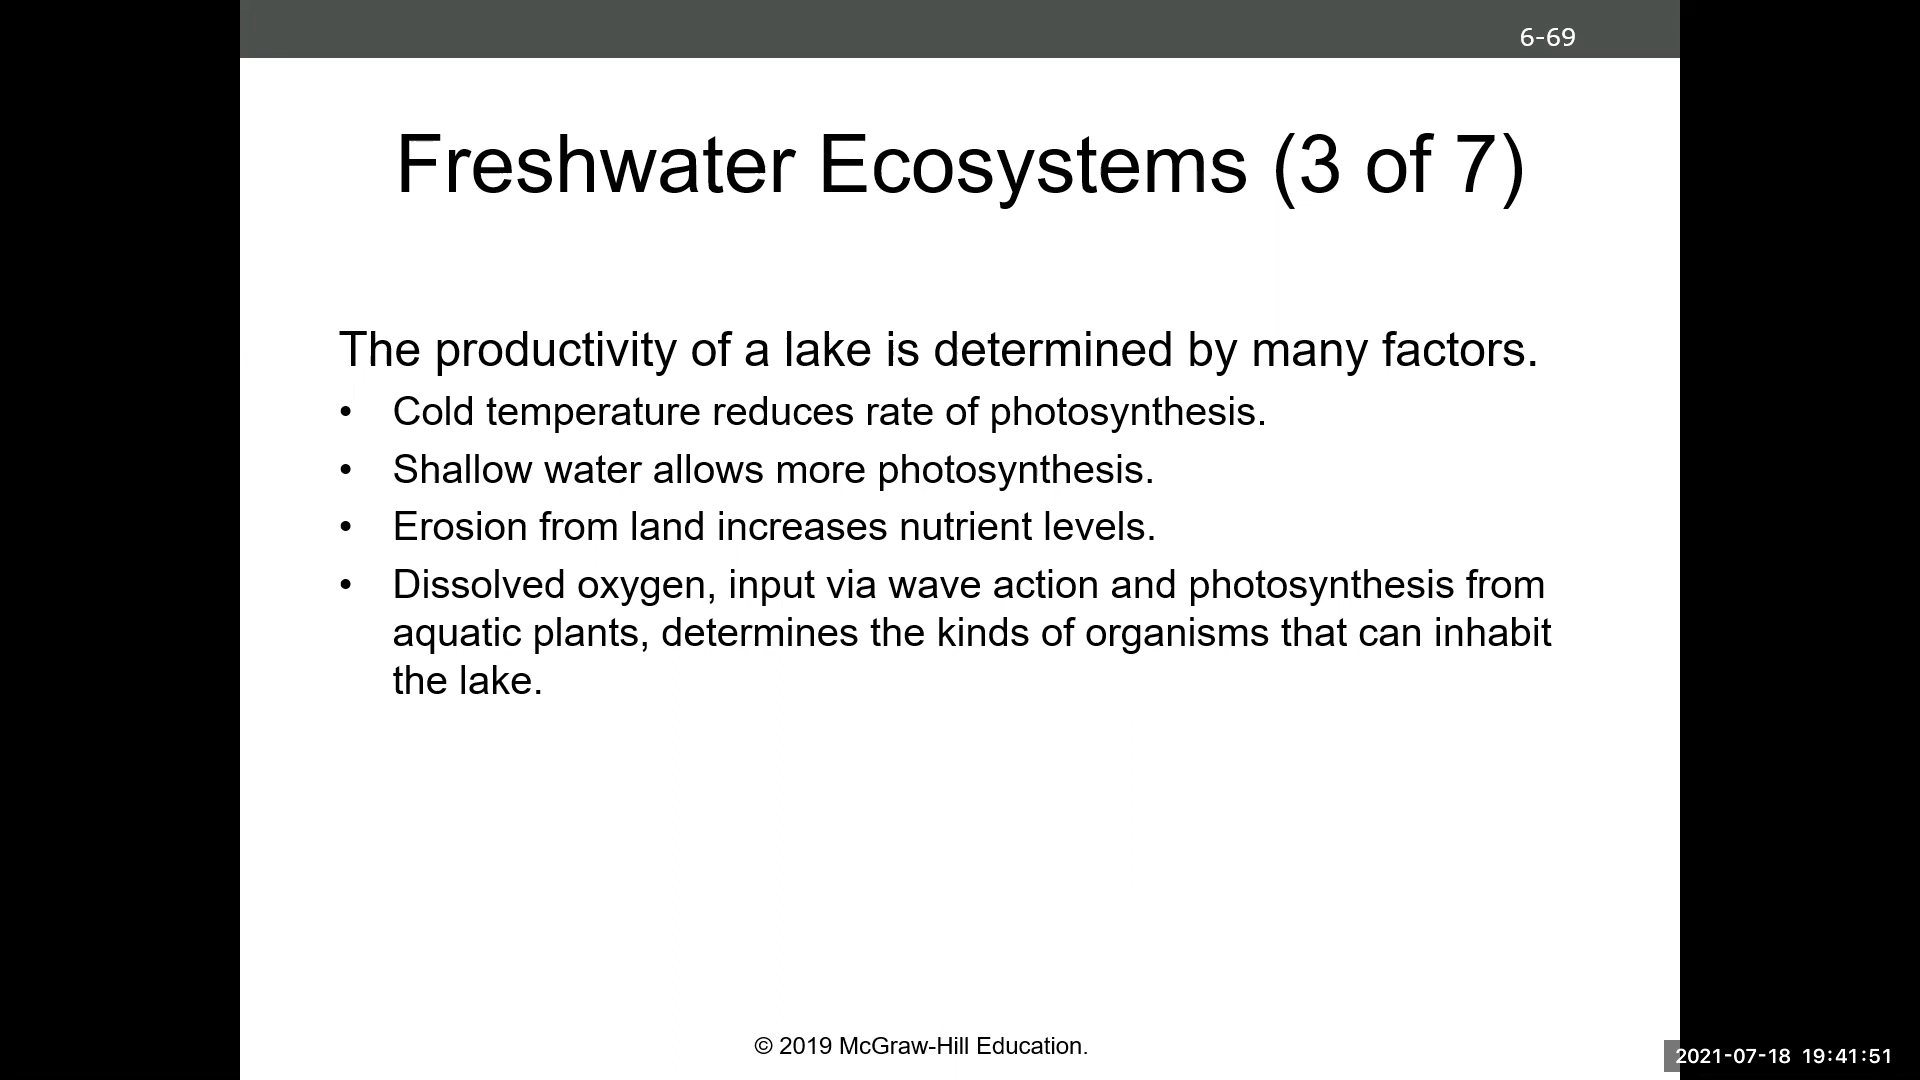 6-69
Freshwater Ecosystems (3 of 7)
The productivity of a lake is determined by many factors.
• Cold temperature reduces rate of photosynthesis.
• Shallow water allows more photosynthesis.
• Erosion from land increases nutrient levels.
• Dissolved oxygen, input via wave action and photosynthesis from
aquatic plants, determines the kinds of organisms that can inhabit
the lake.
© 2019 McGraw-Hill Education.
2021-07-18 19:41:51